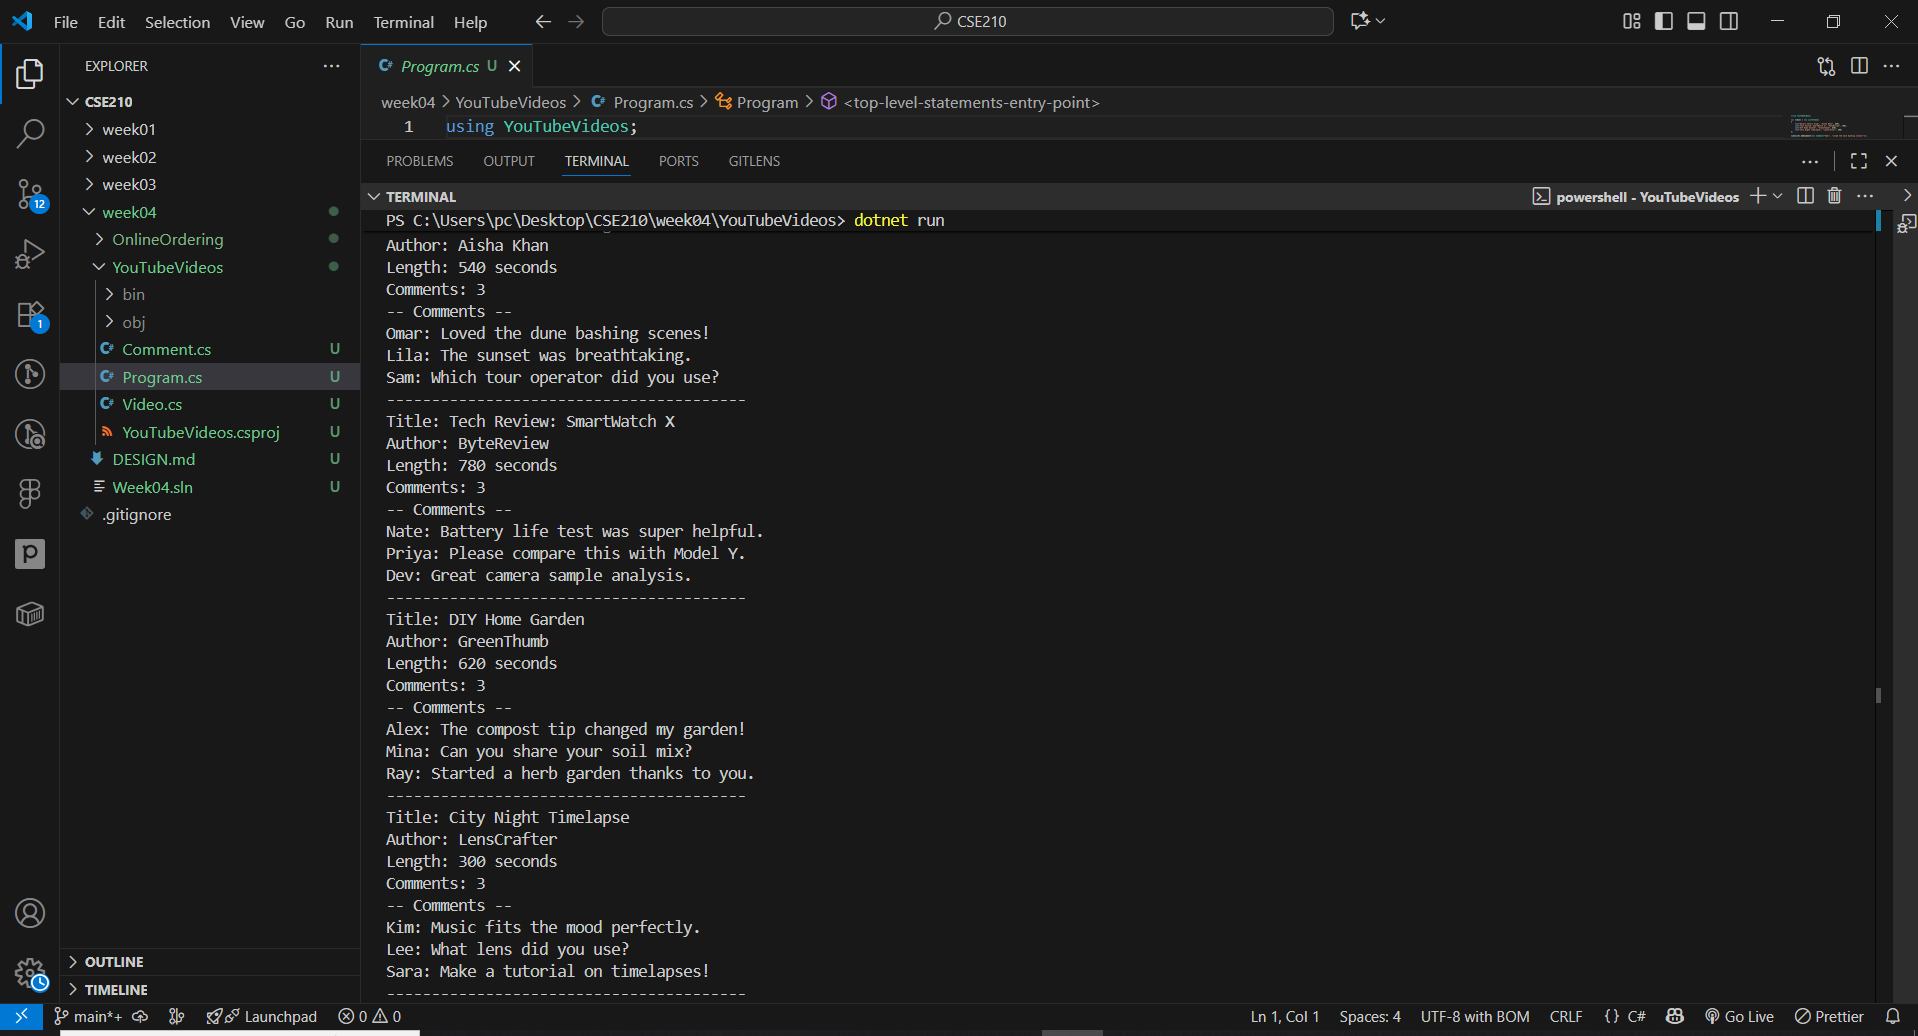 File Edit Selection View Go Run Terminal Help
CSE210
EXPLORER
CSE210
week01
week02
week03
week04
OnlineOrdering
YouTubeVideos
bin
obj
Comment.cs U
Program.cs U
Video.cs U
YouTubeVideos.csproj U
DESIGN.md U
Week04.sln U
.gitignore
OUTLINE
TIMELINE
12
1
Program.cs U
week04 > YouTubeVideos > Program.cs > Program > <top-level-statements-entry-point>
1 using YouTubeVideos;
PROBLEMS OUTPUT TERMINAL PORTS GITLENS
TERMINAL
powershell - YouTubeVideos
PS C:\Users\pc\Desktop\CSE210\week04\YouTubeVideos> dotnet run
Author: Aisha Khan
Length: 540 seconds
Comments: 3
-- Comments --
Omar: Loved the dune bashing scenes!
Lila: The sunset was breathtaking.
Sam: Which tour operator did you use?
----------------------------------------
Title: Tech Review: SmartWatch X
Author: ByteReview
Length: 780 seconds
Comments: 3
-- Comments --
Nate: Battery life test was super helpful.
Priya: Please compare this with Model Y.
Dev: Great camera sample analysis.
----------------------------------------
Title: DIY Home Garden
Author: GreenThumb
Length: 620 seconds
Comments: 3
-- Comments --
Alex: The compost tip changed my garden!
Mina: Can you share your soil mix?
Ray: Started a herb garden thanks to you.
----------------------------------------
Title: City Night Timelapse
Author: LensCrafter
Length: 300 seconds
Comments: 3
-- Comments --
Kim: Music fits the mood perfectly.
Lee: What lens did you use?
Sara: Make a tutorial on timelapses!
----------------------------------------
main*+ Launchpad 0 0 Ln 1, Col 1 Spaces: 4 UTF-8 with BOM CRLF {} C# Go Live Prettier